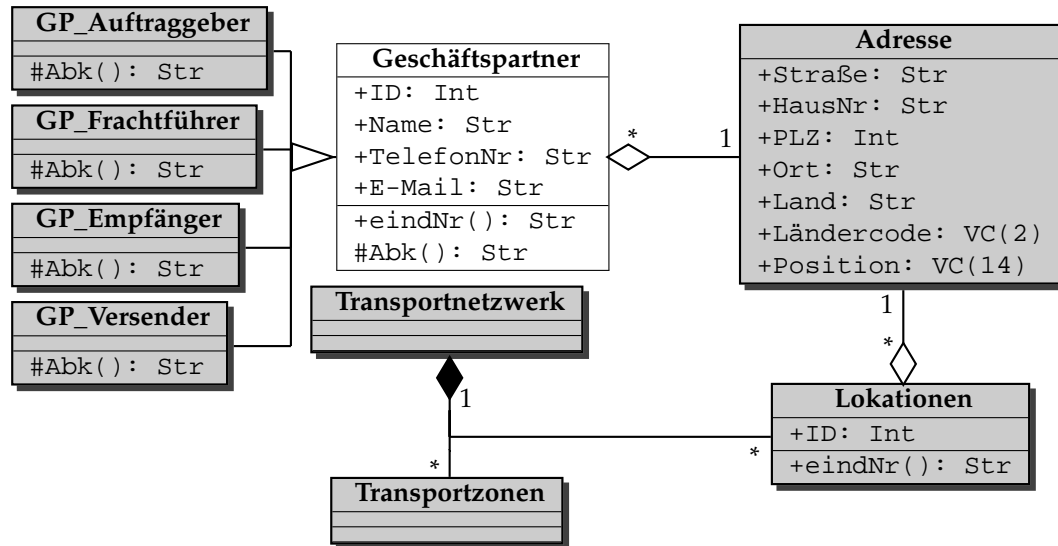 GP_Auftraggeber
#Abk(): Str
GP_Frachtführer
#Abk(): Str
GP_Empfänger
#Abk(): Str
GP_Versender
#Abk(): Str
Geschäftspartner
+ID: Int
+Name: Str
+TelefonNr: Str
+E-Mail: Str
+eindNr(): Str
#Abk(): Str
*
1
Adresse
+Straße: Str
+HausNr: Str
+PLZ: Int
+Ort: Str
+Land: Str
+Ländercode: VC(2)
+Position: VC(14)
1
*
Transportnetzwerk
1
*
*
Transportzonen
Lokationen
+ID: Int
+eindNr(): Str